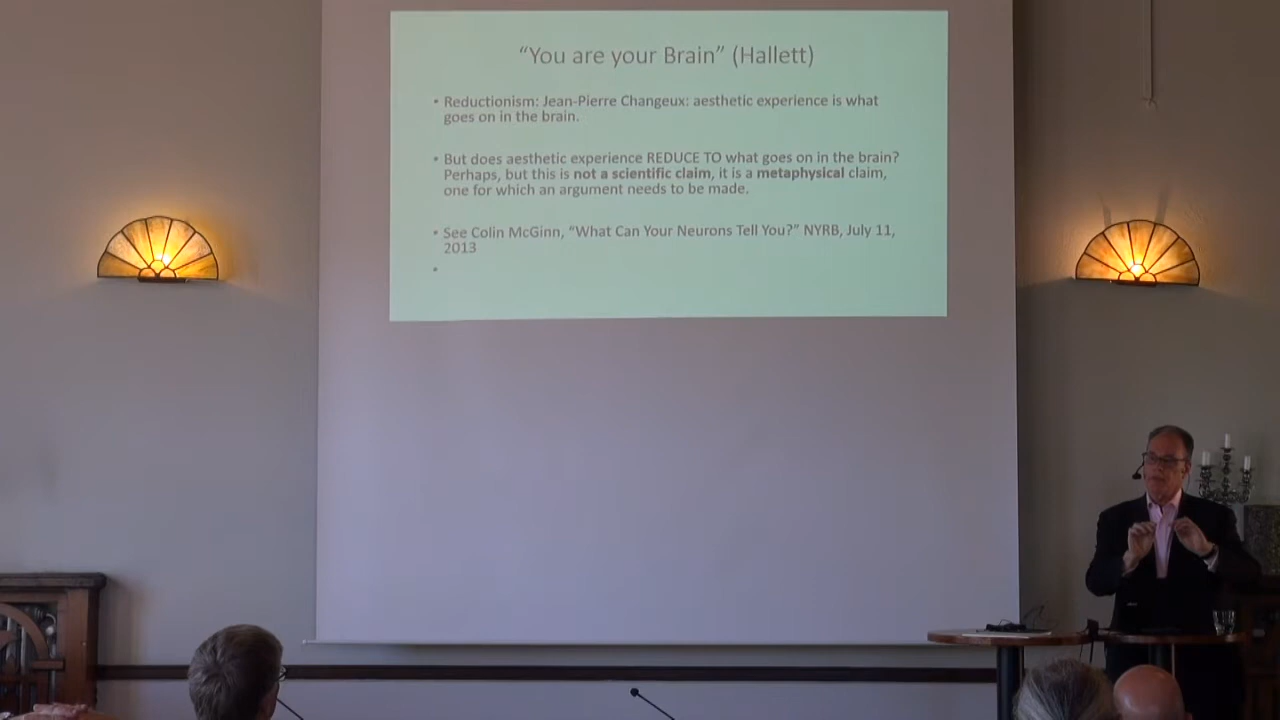 “You are your Brain” (Hallett)
• Reductionism: Jean-Pierre Changeux: aesthetic experience is what
goes on in the brain.
• But does aesthetic experience REDUCE TO what goes on in the brain?
Perhaps, but this is not a scientific claim, it is a metaphysical claim,
one for which an argument needs to be made.
• See Colin McGinn, “What Can Your Neurons Tell You?” NYRB, July 11,
2013
•